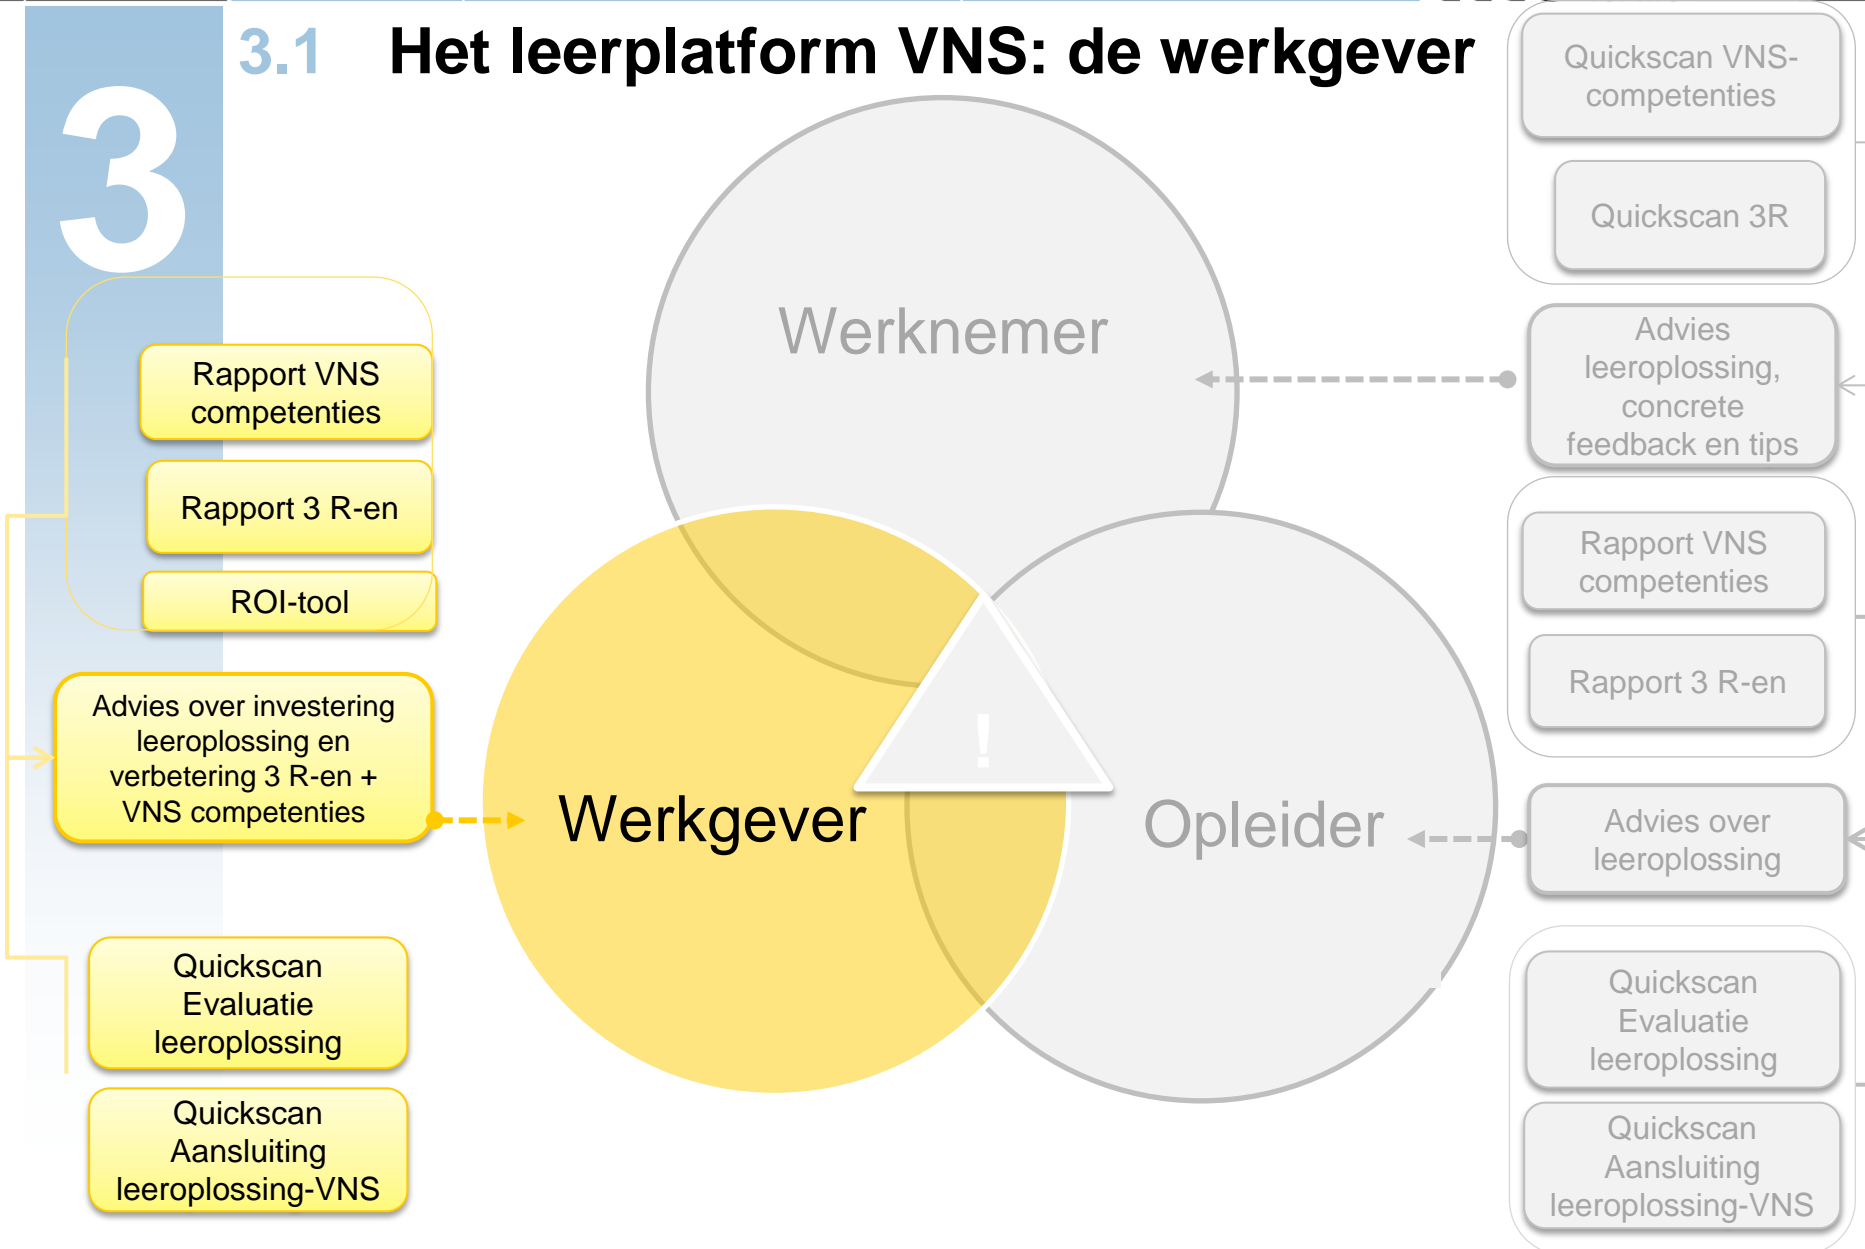 3
3.1 Het leerplatform VNS: de werkgever
Werknemer
Werkgever
Opleider
!
Rapport VNS
competenties
Rapport 3 R-en
ROI-tool
Advies over investering
leeroplossing en
verbetering 3 R-en +
VNS competenties
Quickscan
Evaluatie
leeroplossing
Quickscan
Aansluiting
leeroplossing-VNS
Quickscan VNS-
competenties
Quickscan 3R
Advies
leeroplossing,
concrete
feedback en tips
Rapport VNS
competenties
Rapport 3 R-en
Advies over
leeroplossing
Quickscan
Evaluatie
leeroplossing
Quickscan
Aansluiting
leeroplossing-VNS